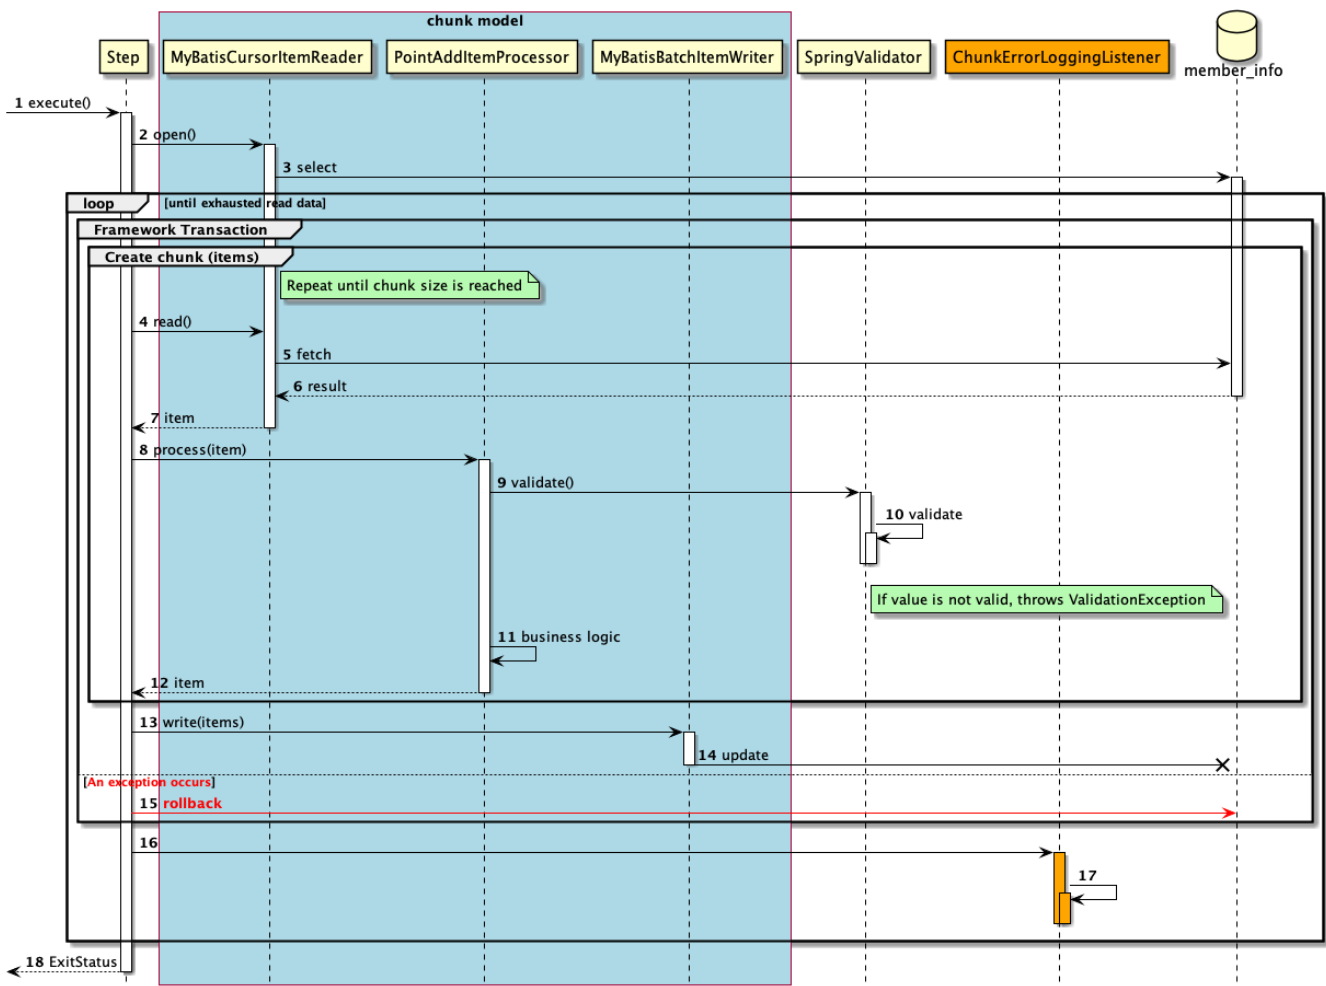 chunk model
Step
MyBatisCursorItemReader
PointAddItemProcessor
MyBatisBatchItemWriter
SpringValidator
ChunkErrorLoggingListener
member_info
1 execute()
2 open()
3 select
loop
[until exhausted read data]
Framework Transaction
Create chunk (items)
Repeat until chunk size is reached
4 read()
5 fetch
6 result
7 item
8 process(item)
9 validate()
10 validate
If value is not valid, throws ValidationException
11 business logic
12 item
13 write(items)
14 update
[An exception occurs]
15 rollback
16
17
18 ExitStatus